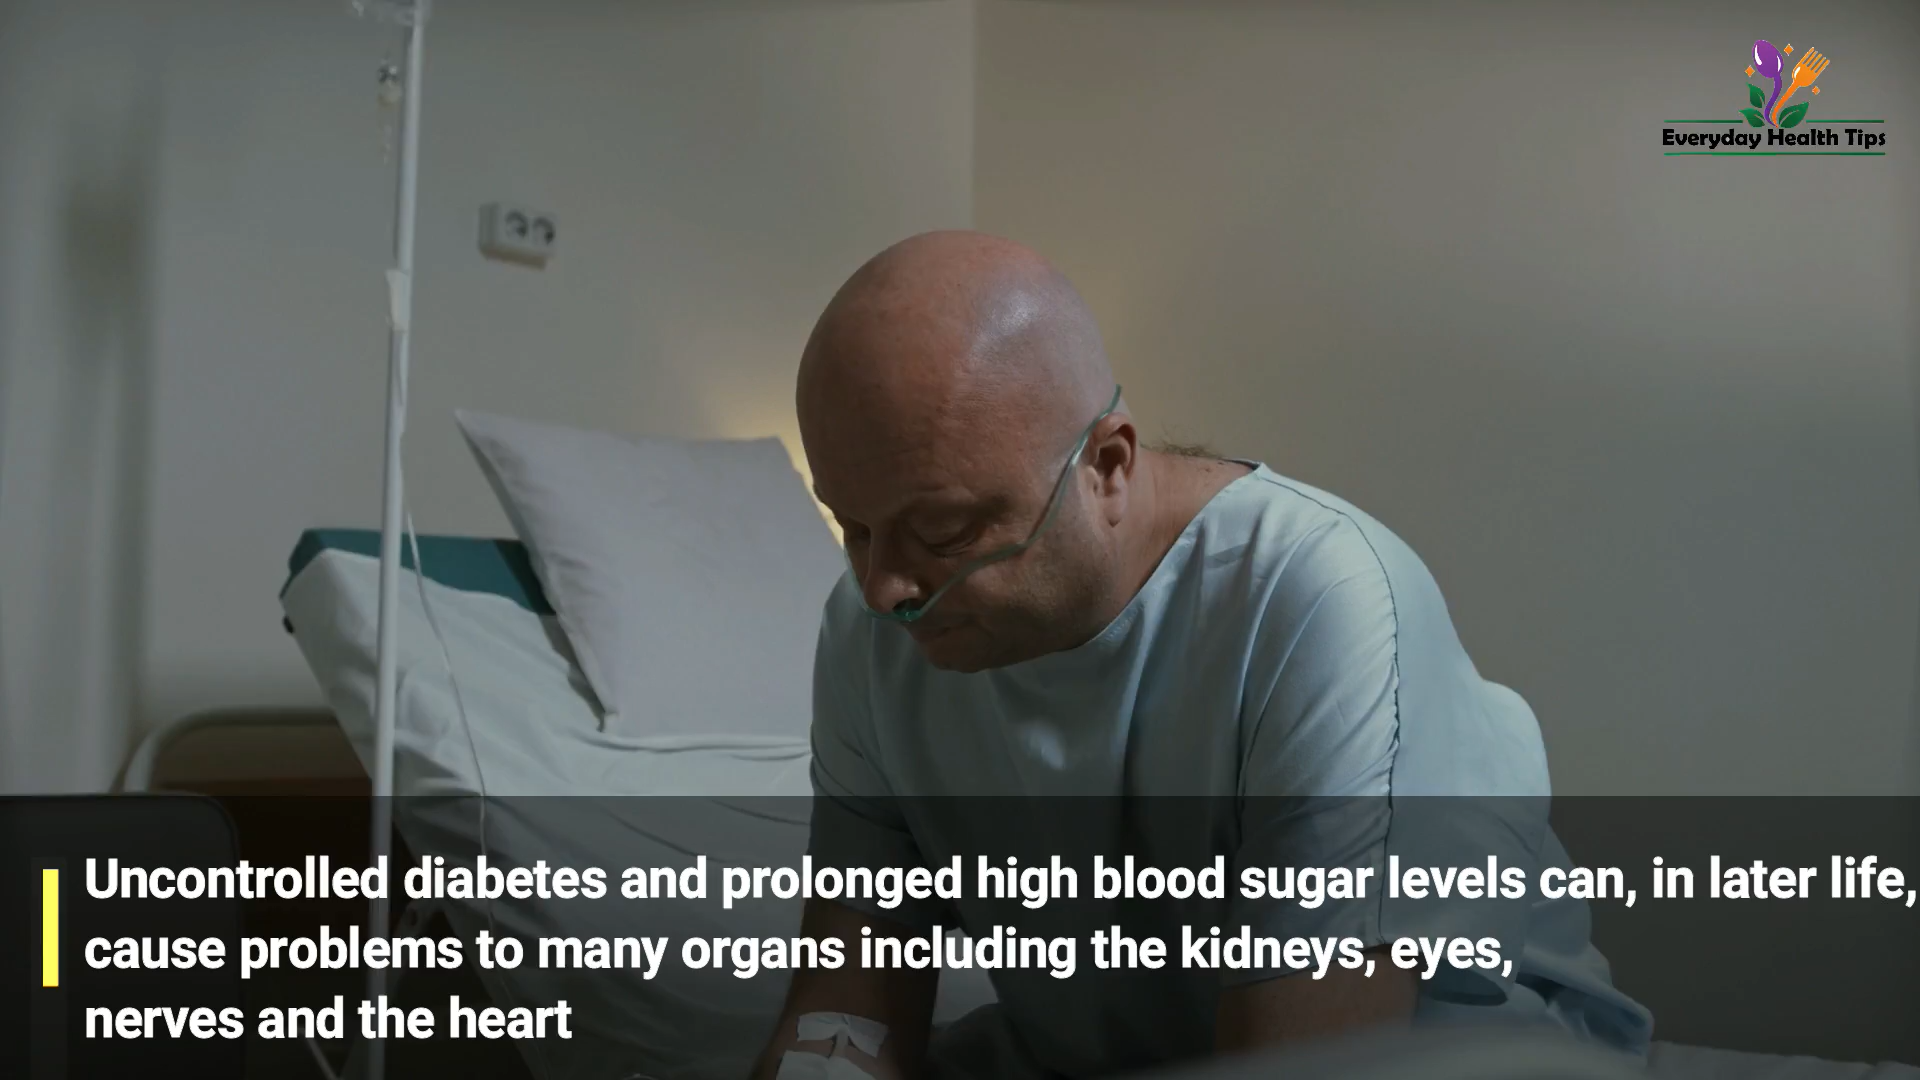 Everyday Health Tips
Uncontrolled diabetes and prolonged high blood sugar levels can, in later life,
cause problems to many organs including the kidneys, eyes,
nerves and the heart